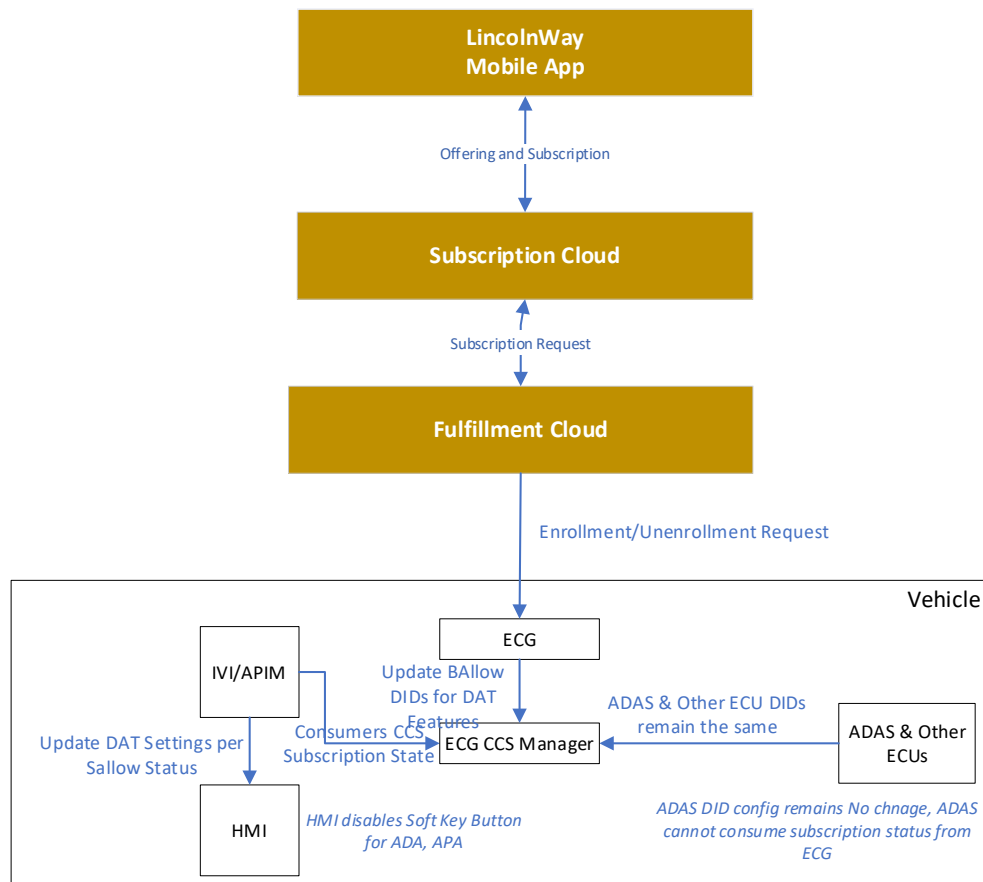 LincolnWay
Mobile App
Offering and Subscription
Subscription Cloud
Subscription Request
Fulfillment Cloud
Enrollment/Unenrollment Request
Vehicle
ECG
IVI/APIM
Update BAllow
DIDs for DAT
Features
ADAS & Other ECU DIDs
remain the same
Consumers CCS
Subscription State
ECG CCS Manager
ADAS & Other
ECUs
Update DAT Settings per
Sallow Status
HMI
HMI disables Soft Key Button
for ADA, APA
ADAS DID config remains No chnage, ADAS
cannot consume subscription status from
ECG